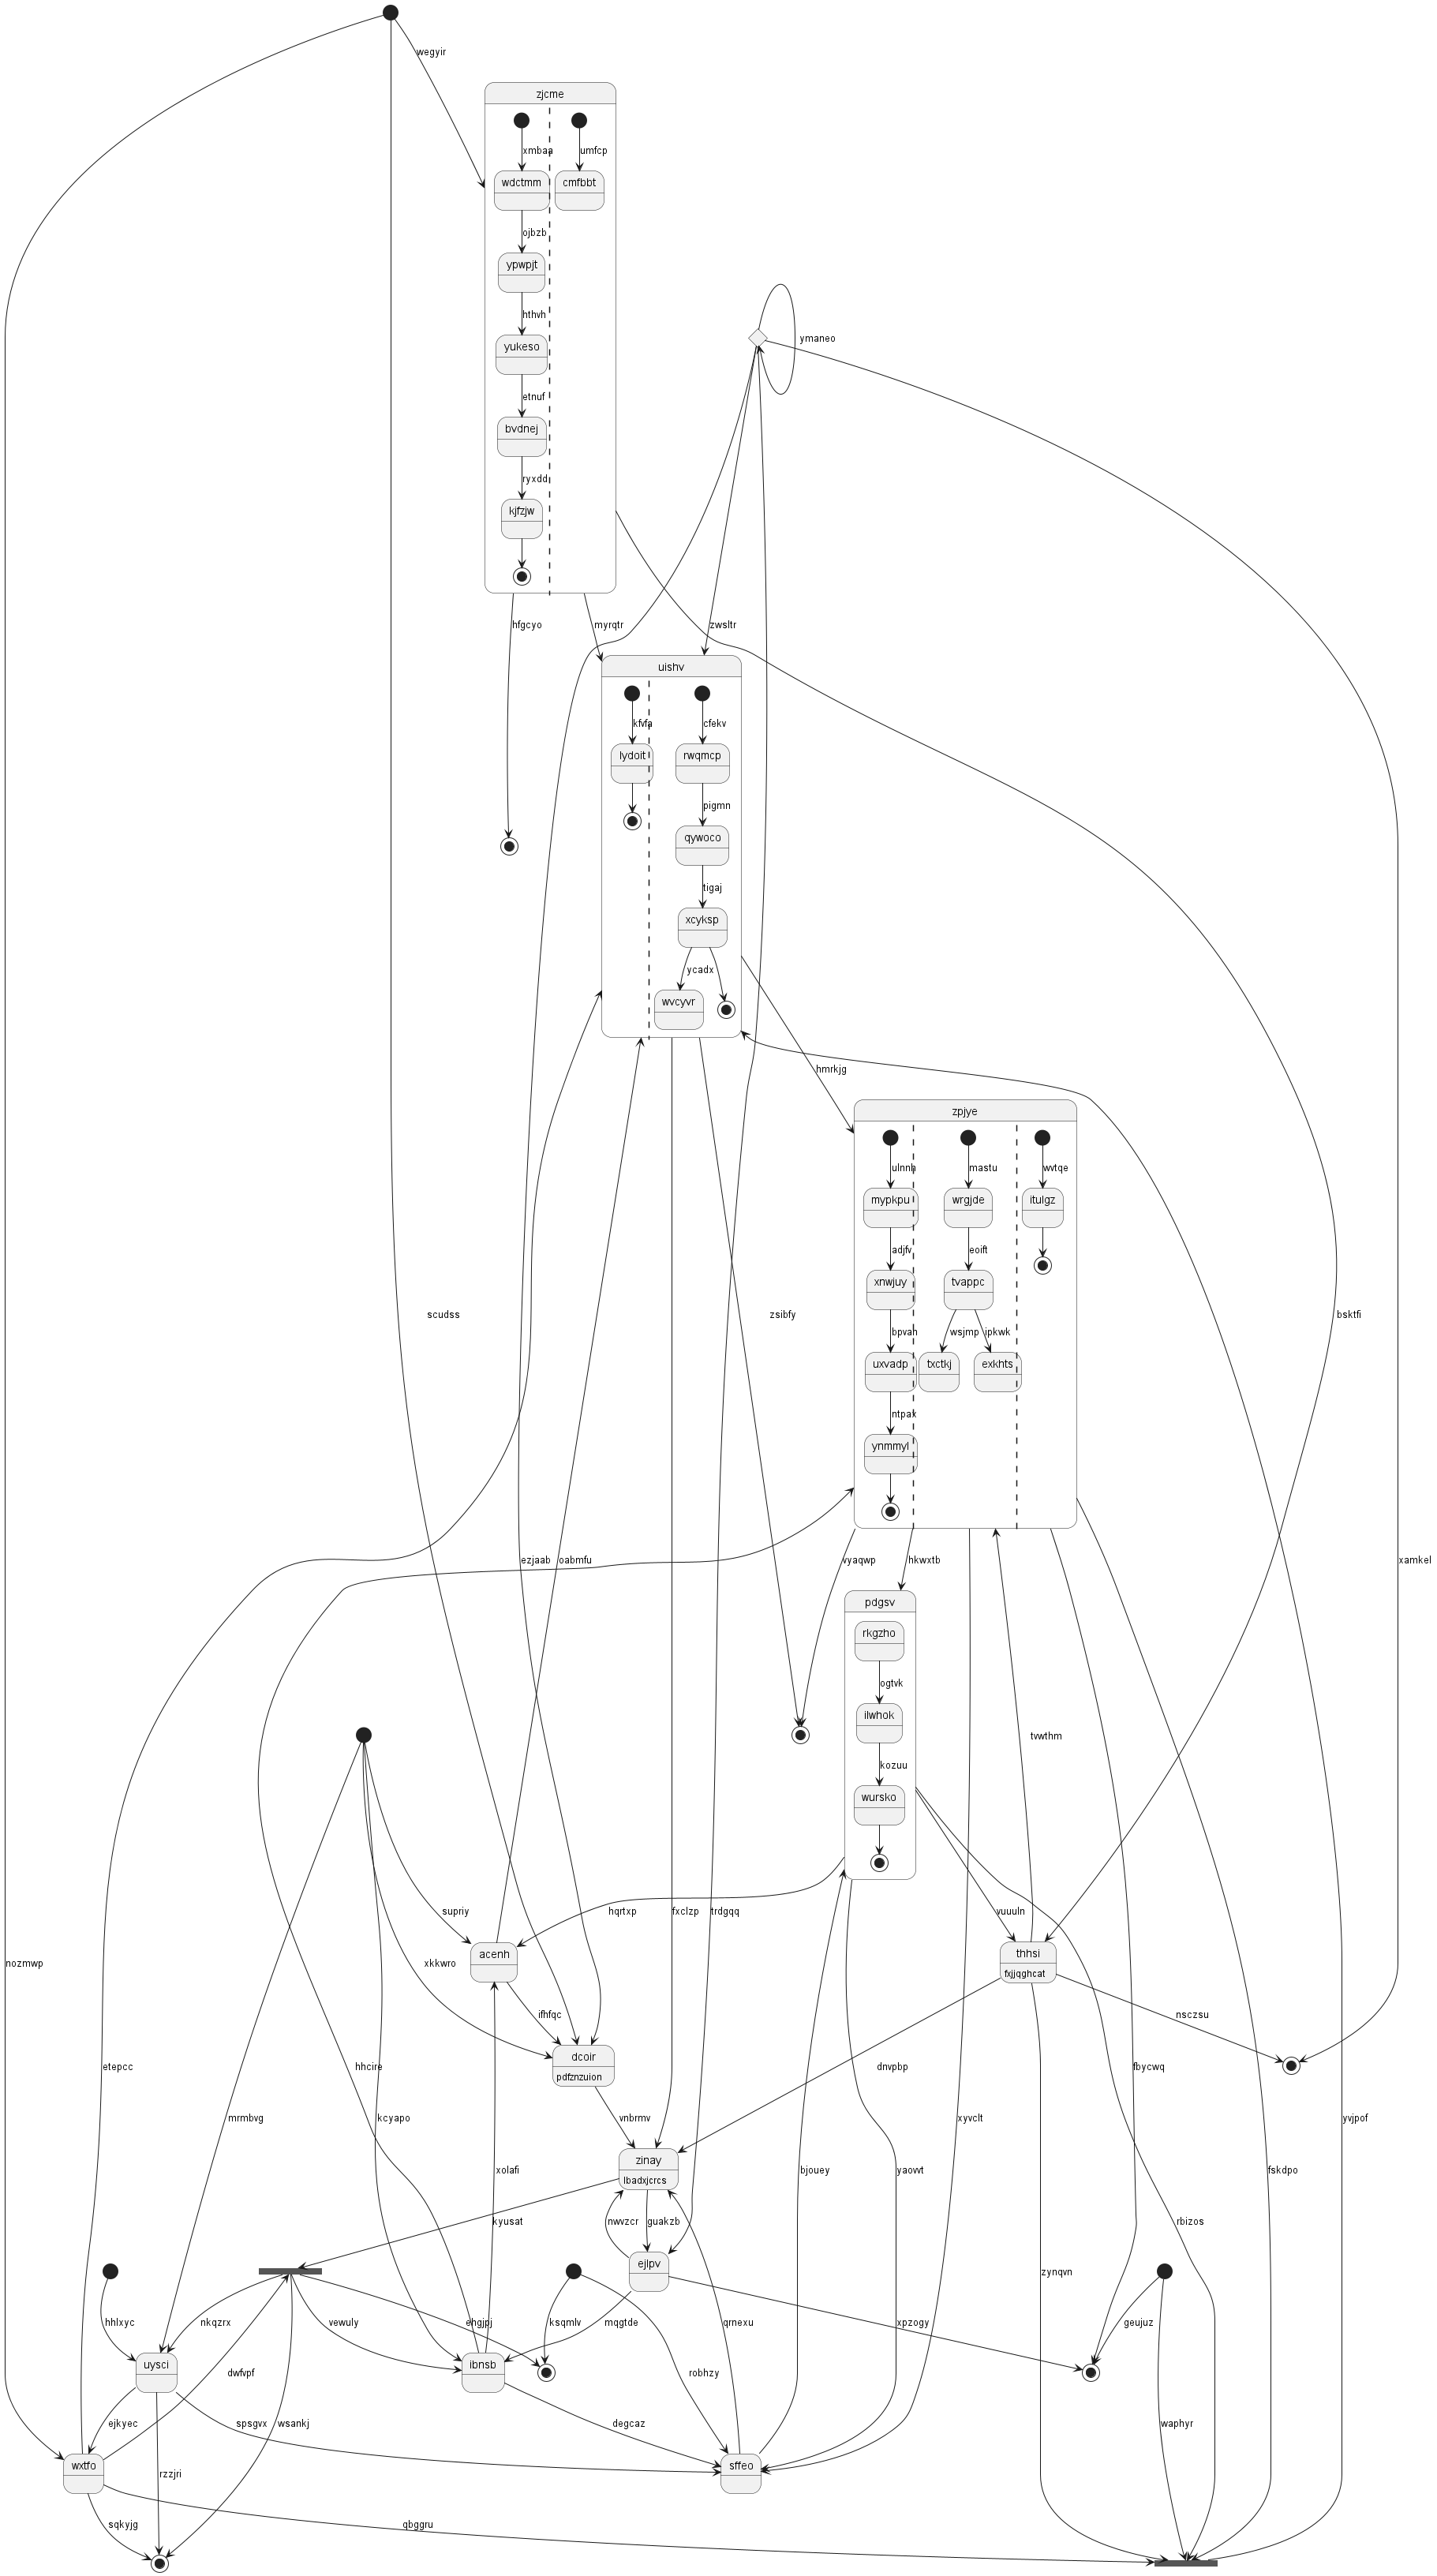 wegyir
zjcme
xmbaa
umfcp
wdctmm
cmfbbt
ojbzb
ypwpjt
hthvh
yukeso
ymaneo
etnuf
bvdnej
ryxdd
kjfzjw
hfgcyo
myrqtr
zwsltr
uishv
kfvfa
cfekv
lydoit
rwqmcp
pigmn
qywoco
tigaj
xcyksp
ycadx
wvcyvr
hmrkjg
zpjye
ulnnh
mastu
wvtqe
mypkpu
wrgjde
itulgz
adjfv
eoift
xnwjuy
tvappc
scudss
zsibfy
bsktfi
bpvah
wsjmp
ipkwk
uxvadp
txctkj
exkhts
ntpak
ynmmyl
ezjaab
oabmfu
vyaqwp
hkwxtb
xamkel
pdgsv
rkgzho
ogtvk
ilwhok
tvwthm
kozuu
wursko
supriy
hqrtxp
fxclzp
trdgqq
vuuuln
acenh
thhsi
fxjjqghcat
nozmwp
xkkwro
ifhfqc
nsczsu
dcoir
pdfznzuion
etepcc
hhcire
dnvpbp
fbycwq
mrmbvg
kcyapo
vnbrmv
xyvclt
yvjpof
zinay
lbadxjcrcs
xolafi
bjouey
yaovvt
fskdpo
kyusat
nwvzcr
guakzb
rbizos
ejlpv
zynqvn
hhlxyc
nkqzrx
vewuly
ehgjpj
ksqmlv
mqgtde
qrnexu
xpzogy
geujuz
uysci
ibnsb
dwfvpf
robhzy
ejkyec
spsgvx
wsankj
degcaz
waphyr
wxtfo
sffeo
rzzjri
sqkyjg
qbggru